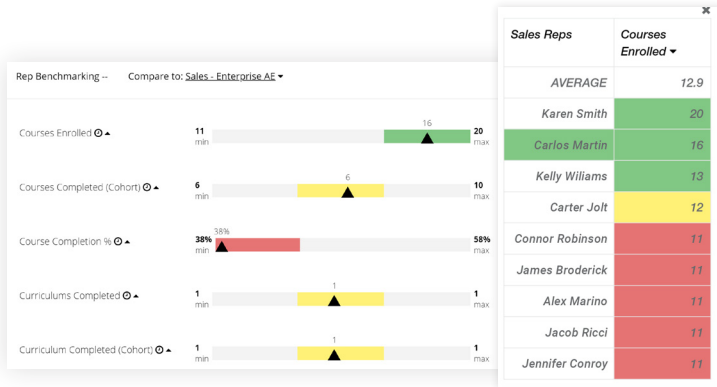 Rep Benchmarking -- Compare to: Sales - Enterprise AE
Courses Enrolled
11
min
16
20
max
Courses Completed (Cohort)
6
min
6
10
max
Course Completion %
38%
min
38%
58%
max
Curriculums Completed
1
min
1
1
max
Curriculum Completed (Cohort)
1
min
1
1
max
Sales Reps Courses Enrolled
AVERAGE 12.9
Karen Smith 20
Carlos Martin 16
Kelly Wiliams 13
Carter Jolt 12
Connor Robinson 11
James Broderick 11
Alex Marino 11
Jacob Ricci 11
Jennifer Conroy 11